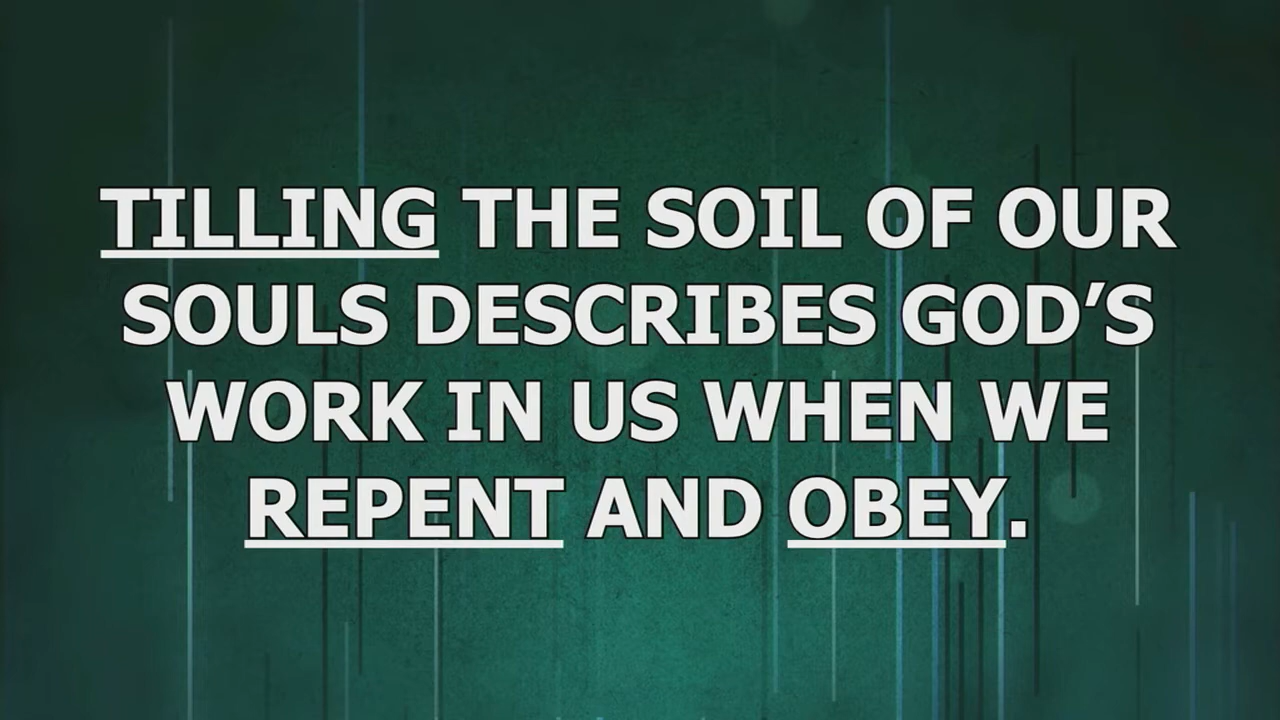 TILLING THE SOIL OF OUR
SOULS DESCRIBES GOD’S
WORK IN US WHEN WE
REPENT AND OBEY.